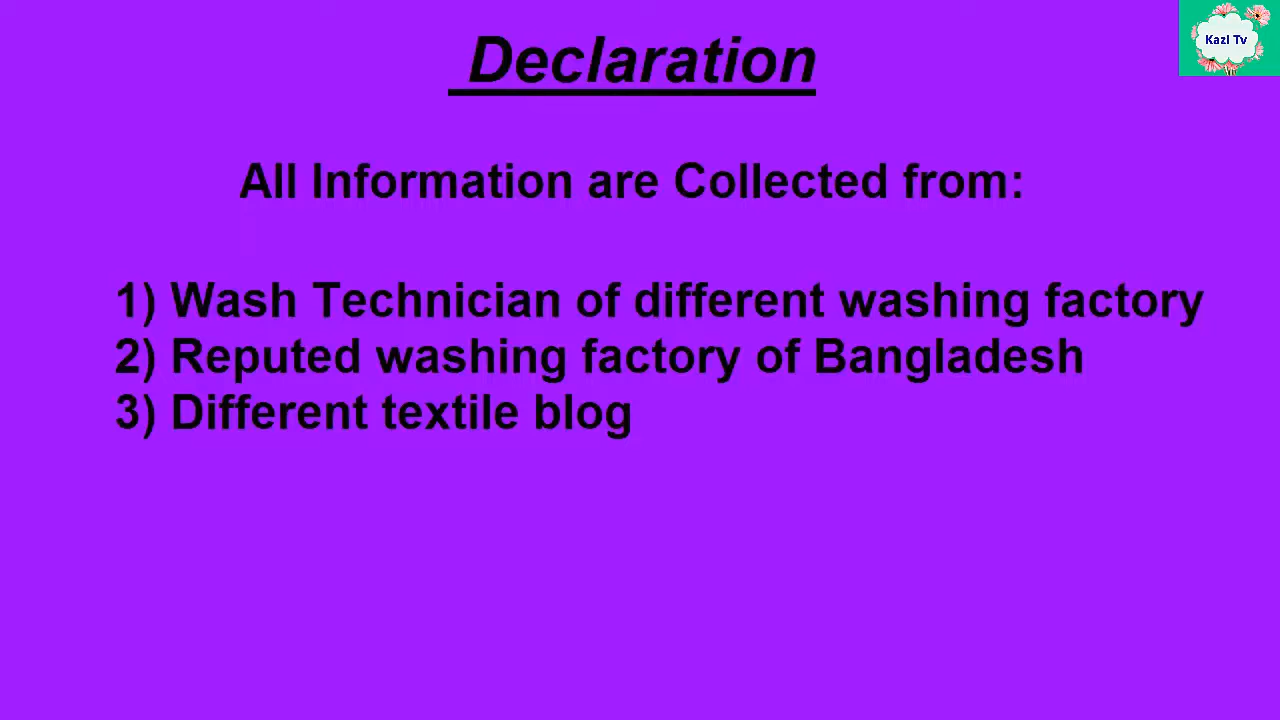 Kazl Tv
Declaration
All Information are Collected from:
1) Wash Technician of different washing factory
2) Reputed washing factory of Bangladesh
3) Different textile blog